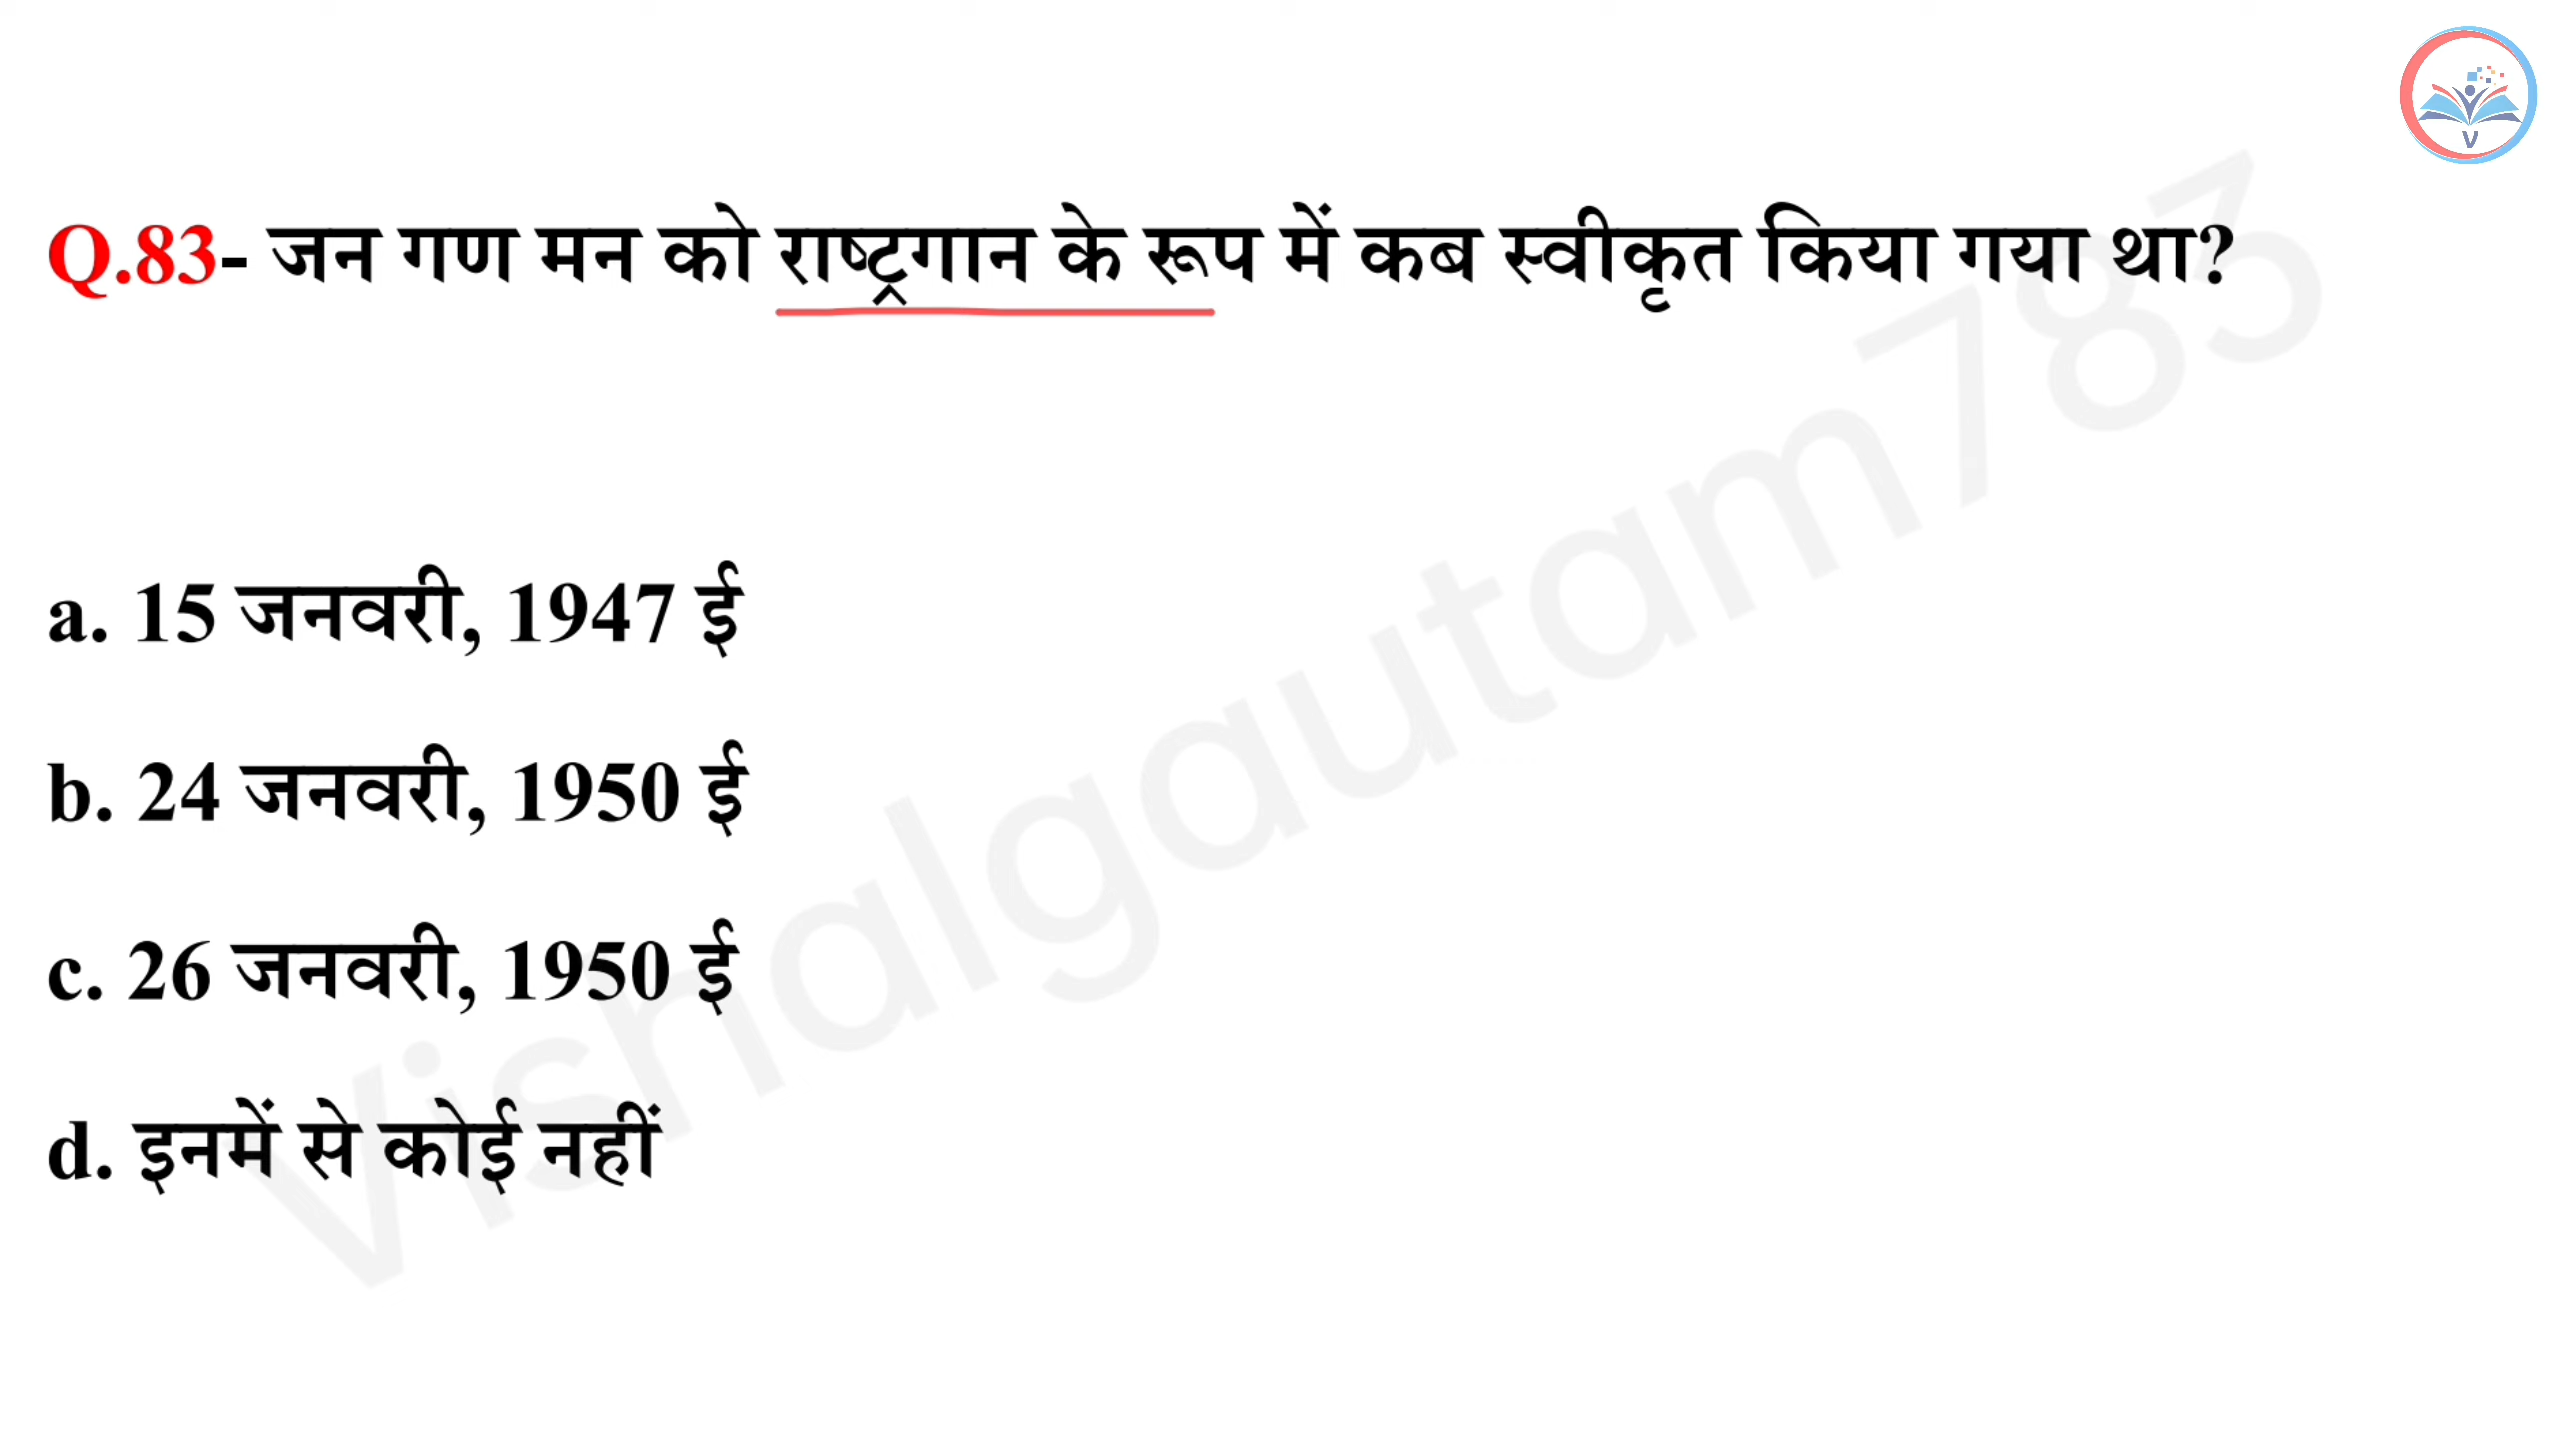 Q.83- जन गण मन को राष्ट्रगान के रूप में कब स्वीकृत किया गया था?
a. 15 जनवरी, 1947 ई
b. 24 जनवरी, 1950 ई
c. 26 जनवरी, 1950 ई
d. इनमें से कोई नहीं
Vishalgautam783
V